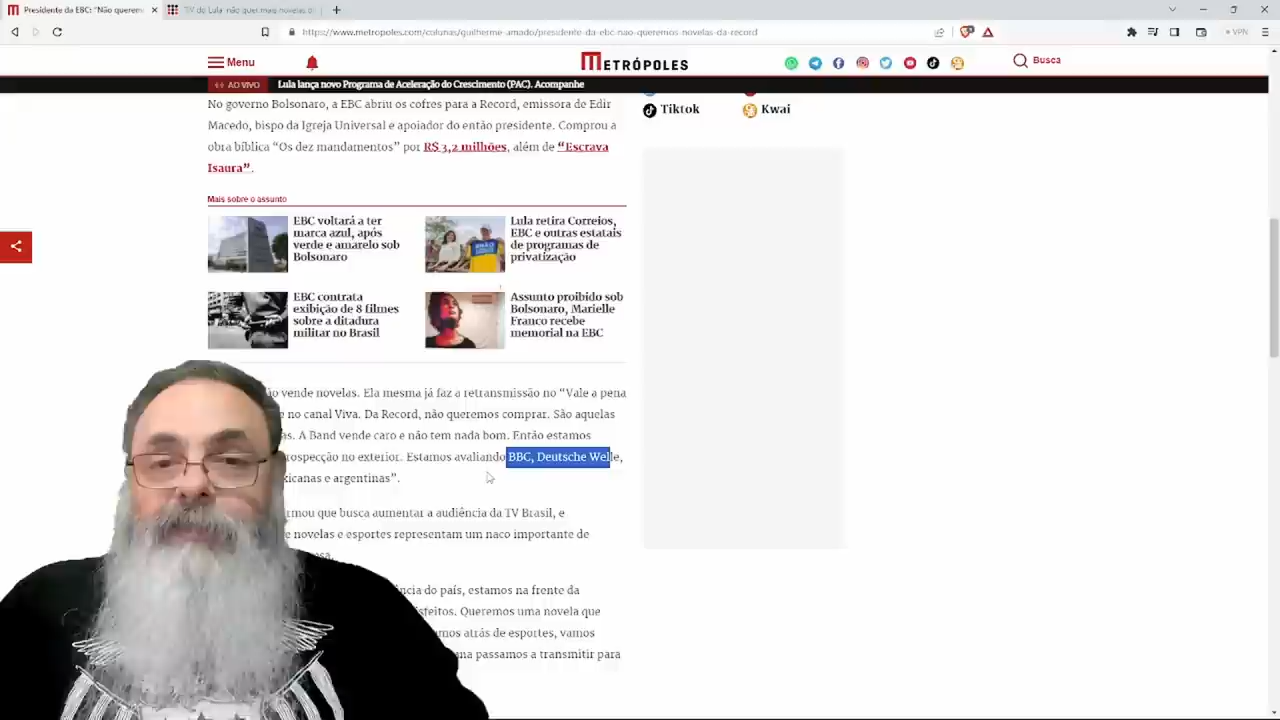 Presidente da EBC: "Não querem
TV do Lula não quer mais novelas d
https://www.metropoles.com/colunas/guilherme-amado/presidente-da-ebc-nao-queremos-novelas-da-record
VPN
Menu
METRÓPOLES
Busca
AO VIVO
Lula lança novo Programa de Aceleração do Crescimento (PAC). Acompanhe
No governo Bolsonaro, a EBC abriu os cofres para a Record, emissora de Edir
Macedo, bispo da Igreja Universal e apoiador do então presidente. Comprou a
obra bíblica “Os dez mandamentos” por R$ 3,2 milhões, além de “Escrava
Isaura”.
Tiktok
Kwai
Mais sobre o assunto
EBC voltará a ter
marca azul, após
verde e amarelo sob
Bolsonaro
Lula retira Correios,
EBC e outras estatais
de programas de
privatização
EBC contrata
exibição de 8 filmes
sobre a ditadura
militar no Brasil
Assunto proibido sob
Bolsonaro, Marielle
Franco recebe
memorial na EBC
vende novelas. Ela mesma já faz a retransmissão no “Vale a pena
no canal Viva. Da Record, não queremos comprar. São aquelas
A Band vende caro e não tem nada bom. Então estamos
no exterior. Estamos avaliando BBC, Deutsche Welle,
e argentinas”.
que busca aumentar a audiência da TV Brasil, e
novelas e esportes representam um naco importante de
do país, estamos na frente da
Queremos uma novela que
atrás de esportes, vamos
passamos a transmitir para